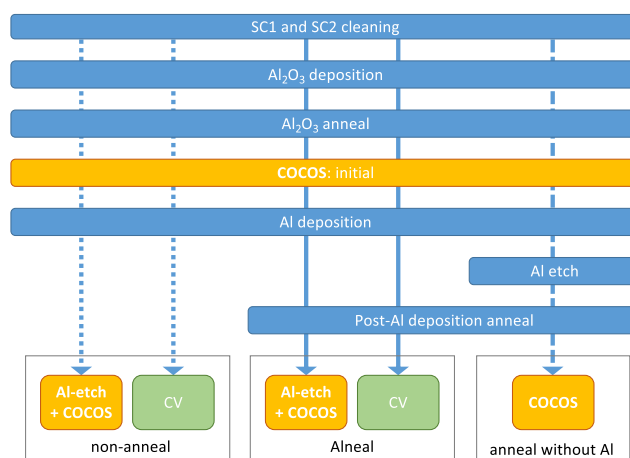 SC1 and SC2 cleaning
Al₂O₃ deposition
Al₂O₃ anneal
COCOS: initial
Al deposition
Al etch
Post-Al deposition anneal
Al-etch
+ COCOS
CV
Al-etch
+ COCOS
CV
COCOS
non-anneal
Alneal
anneal without Al